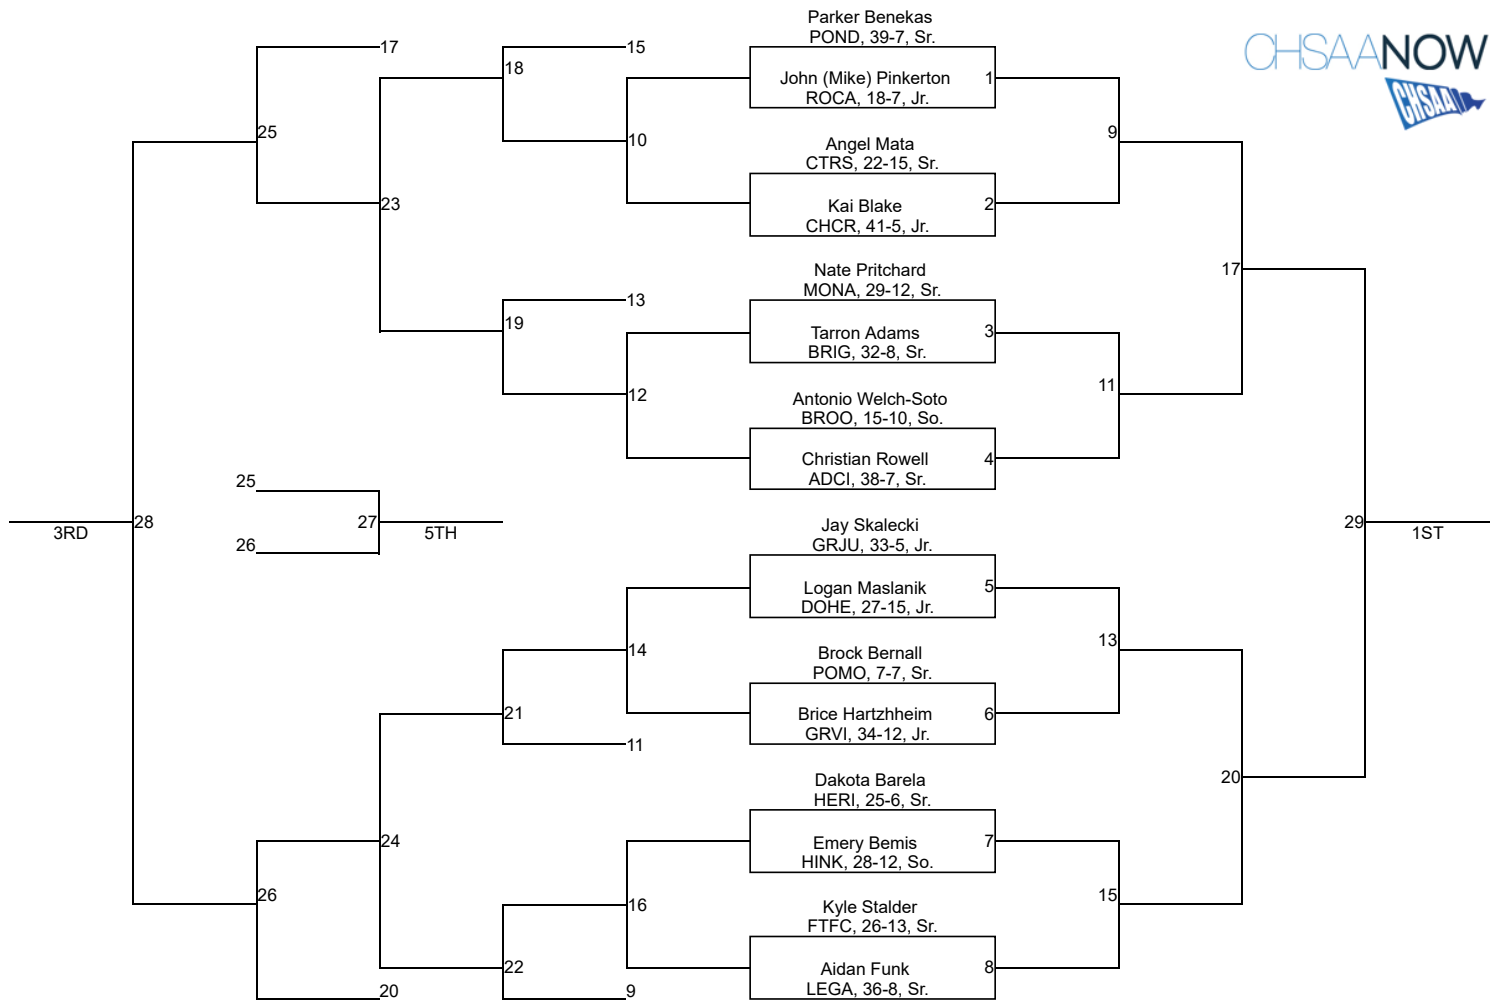 CHSAANOW
CHSAA
Parker Benekas
POND, 39-7, Sr.
John (Mike) Pinkerton
ROCA, 18-7, Jr.
1
Angel Mata
CTRS, 22-15, Sr.
Kai Blake
CHCR, 41-5, Jr.
2
Nate Pritchard
MONA, 29-12, Sr.
Tarron Adams
BRIG, 32-8, Sr.
3
Antonio Welch-Soto
BROO, 15-10, So.
Christian Rowell
ADCI, 38-7, Sr.
4
Jay Skalecki
GRJU, 33-5, Jr.
Logan Maslanik
DOHE, 27-15, Jr.
5
Brock Bernall
POMO, 7-7, Sr.
Brice Hartzhheim
GRVI, 34-12, Jr.
6
Dakota Barela
HERI, 25-6, Sr.
Emery Bemis
HINK, 28-12, So.
7
Kyle Stalder
FTFC, 26-13, Sr.
Aidan Funk
LEGA, 36-8, Sr.
8
9
11
13
15
17
20
29
1ST
15
10
18
13
12
19
14
11
21
16
9
22
17
23
25
24
20
26
25
26
27
5TH
28
3RD